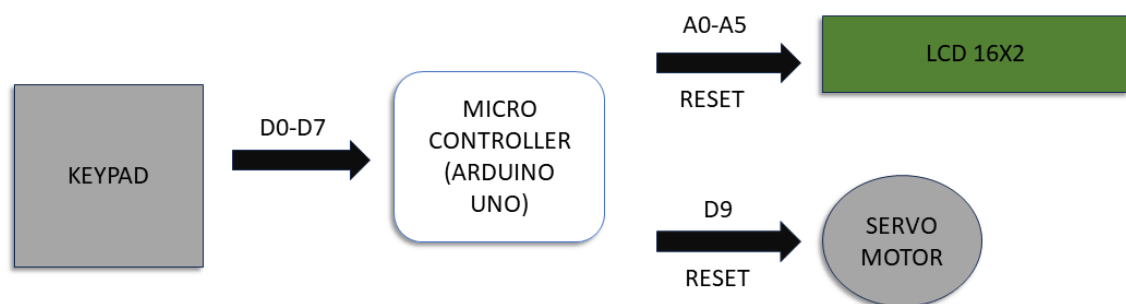 KEYPAD
D0-D7
MICRO
CONTROLLER
(ARDUINO
UNO)
A0-A5
RESET
LCD 16X2
D9
RESET
SERVO
MOTOR